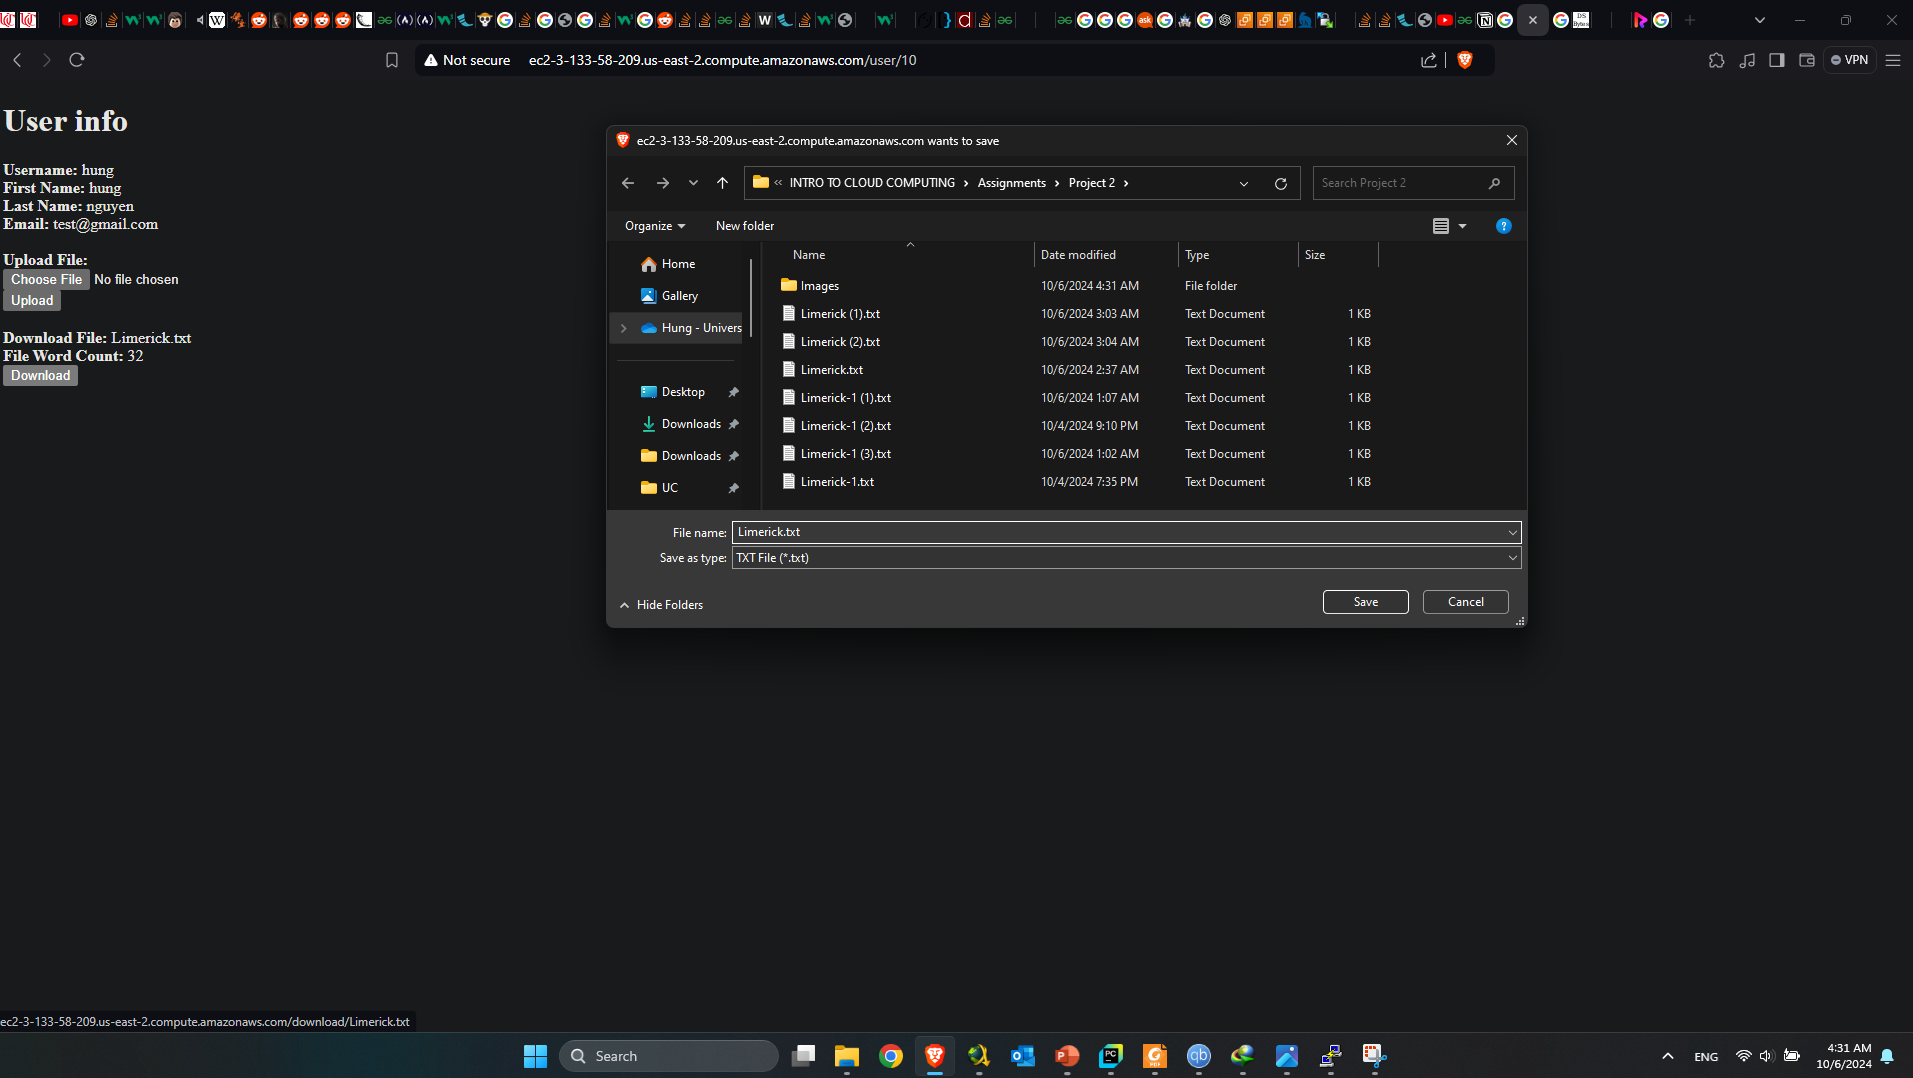 Not secure ec2-3-133-58-209.us-east-2.compute.amazonaws.com/user/10
VPN
User info
Username: hung
First Name: hung
Last Name: nguyen
Email: test@gmail.com
Upload File:
Choose File No file chosen
Upload
Download File: Limerick.txt
File Word Count: 32
Download
ec2-3-133-58-209.us-east-2.compute.amazonaws.com wants to save
« INTRO TO CLOUD COMPUTING › Assignments › Project 2 ›
Search Project 2
Organize New folder
Home
Gallery
Hung - Univers
Desktop
Downloads
Downloads
UC
Name Date modified Type Size
Images 10/6/2024 4:31 AM File folder
Limerick (1).txt 10/6/2024 3:03 AM Text Document 1 KB
Limerick (2).txt 10/6/2024 3:04 AM Text Document 1 KB
Limerick.txt 10/6/2024 2:37 AM Text Document 1 KB
Limerick-1 (1).txt 10/6/2024 1:07 AM Text Document 1 KB
Limerick-1 (2).txt 10/4/2024 9:10 PM Text Document 1 KB
Limerick-1 (3).txt 10/6/2024 1:02 AM Text Document 1 KB
Limerick-1.txt 10/4/2024 7:35 PM Text Document 1 KB
File name: Limerick.txt
Save as type: TXT File (*.txt)
Hide Folders
Save Cancel
ec2-3-133-58-209.us-east-2.compute.amazonaws.com/download/Limerick.txt
Search
ENG
4:31 AM
10/6/2024